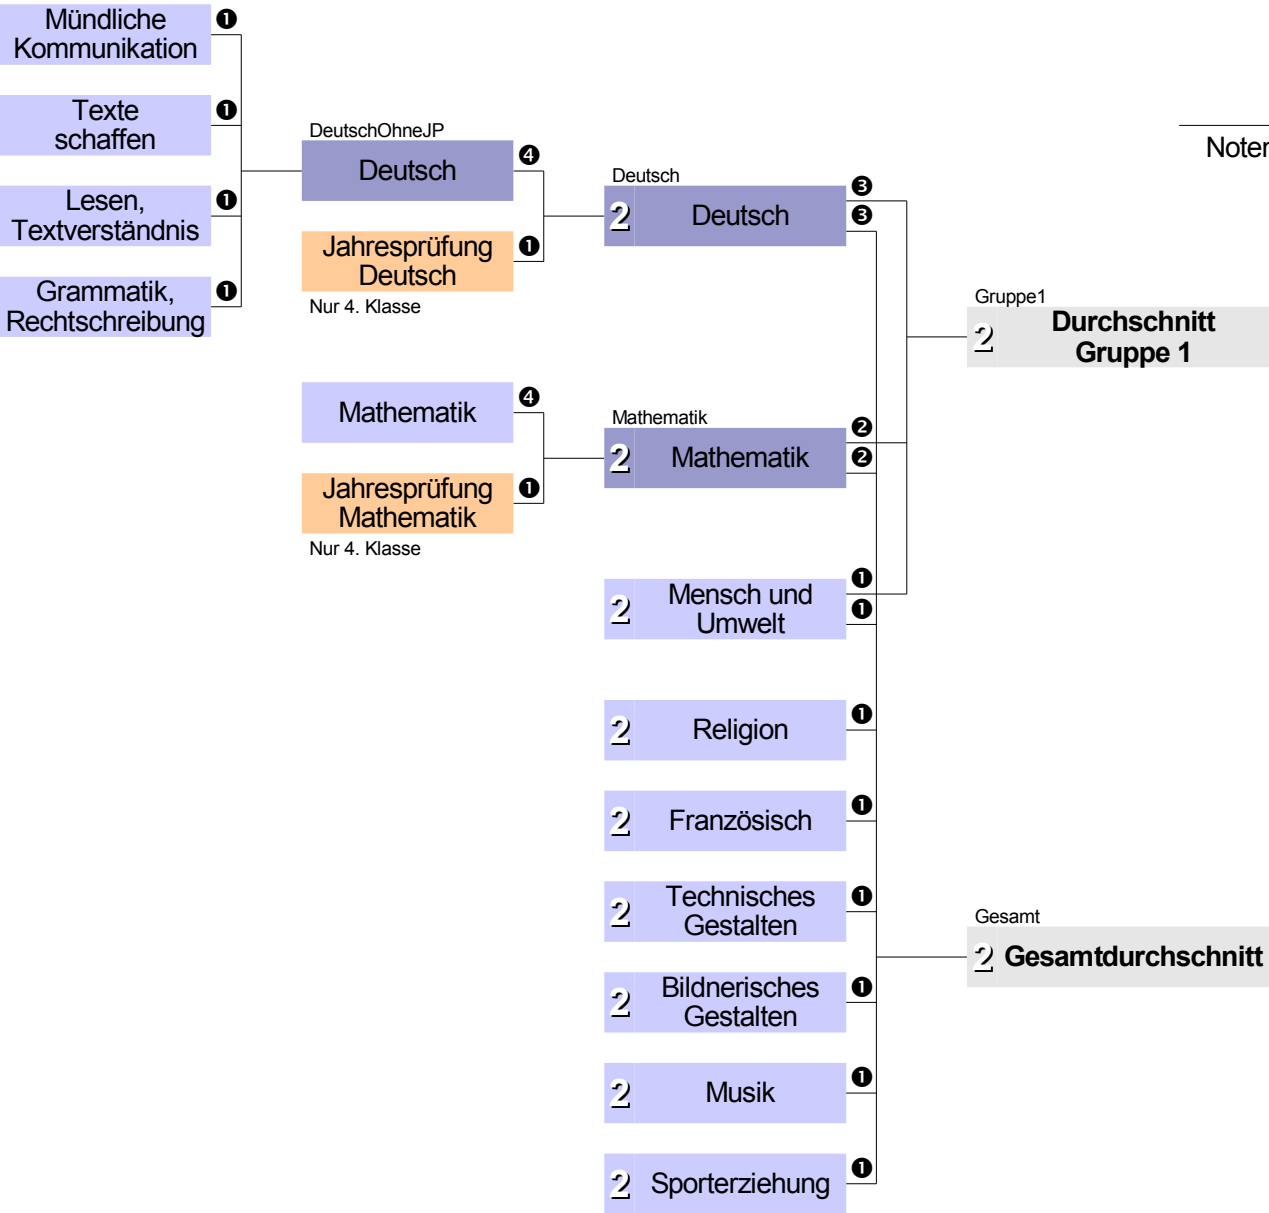 Mündliche
Kommunikation
❶
Texte
schaffen
❶
Lesen,
Textverständnis
❶
Grammatik,
Rechtschreibung
❶
DeutschOhneJP
Deutsch
❹
Jahresprüfung
Deutsch
❶
Nur 4. Klasse
Mathematik
❹
Jahresprüfung
Mathematik
❶
Nur 4. Klasse
Deutsch
2 Deutsch
❸
❸
Mathematik
2 Mathematik
❷
❷
2 Mensch und
Umwelt
❶
❶
2 Religion
❶
2 Französisch
❶
2 Technisches
Gestalten
❶
2 Bildnerisches
Gestalten
❶
2 Musik
❶
2 Sporterziehung
❶
Noten
Gruppe1
2 Durchschnitt
Gruppe 1
Gesamt
2 Gesamtdurchschnitt